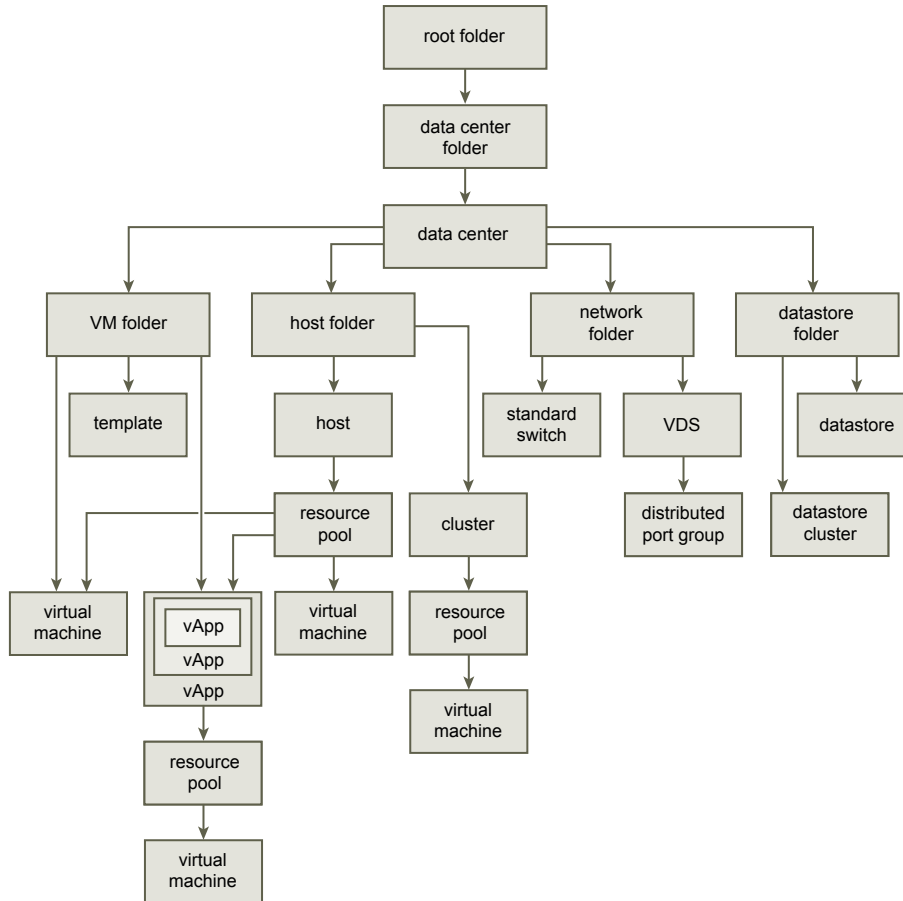 root folder
data center
folder
data center
VM folder
host folder
network
folder
datastore
folder
template
host
standard
switch
VDS
datastore
resource
pool
cluster
distributed
port group
datastore
cluster
virtual
machine
vApp
vApp
vApp
virtual
machine
resource
pool
virtual
machine
resource
pool
virtual
machine